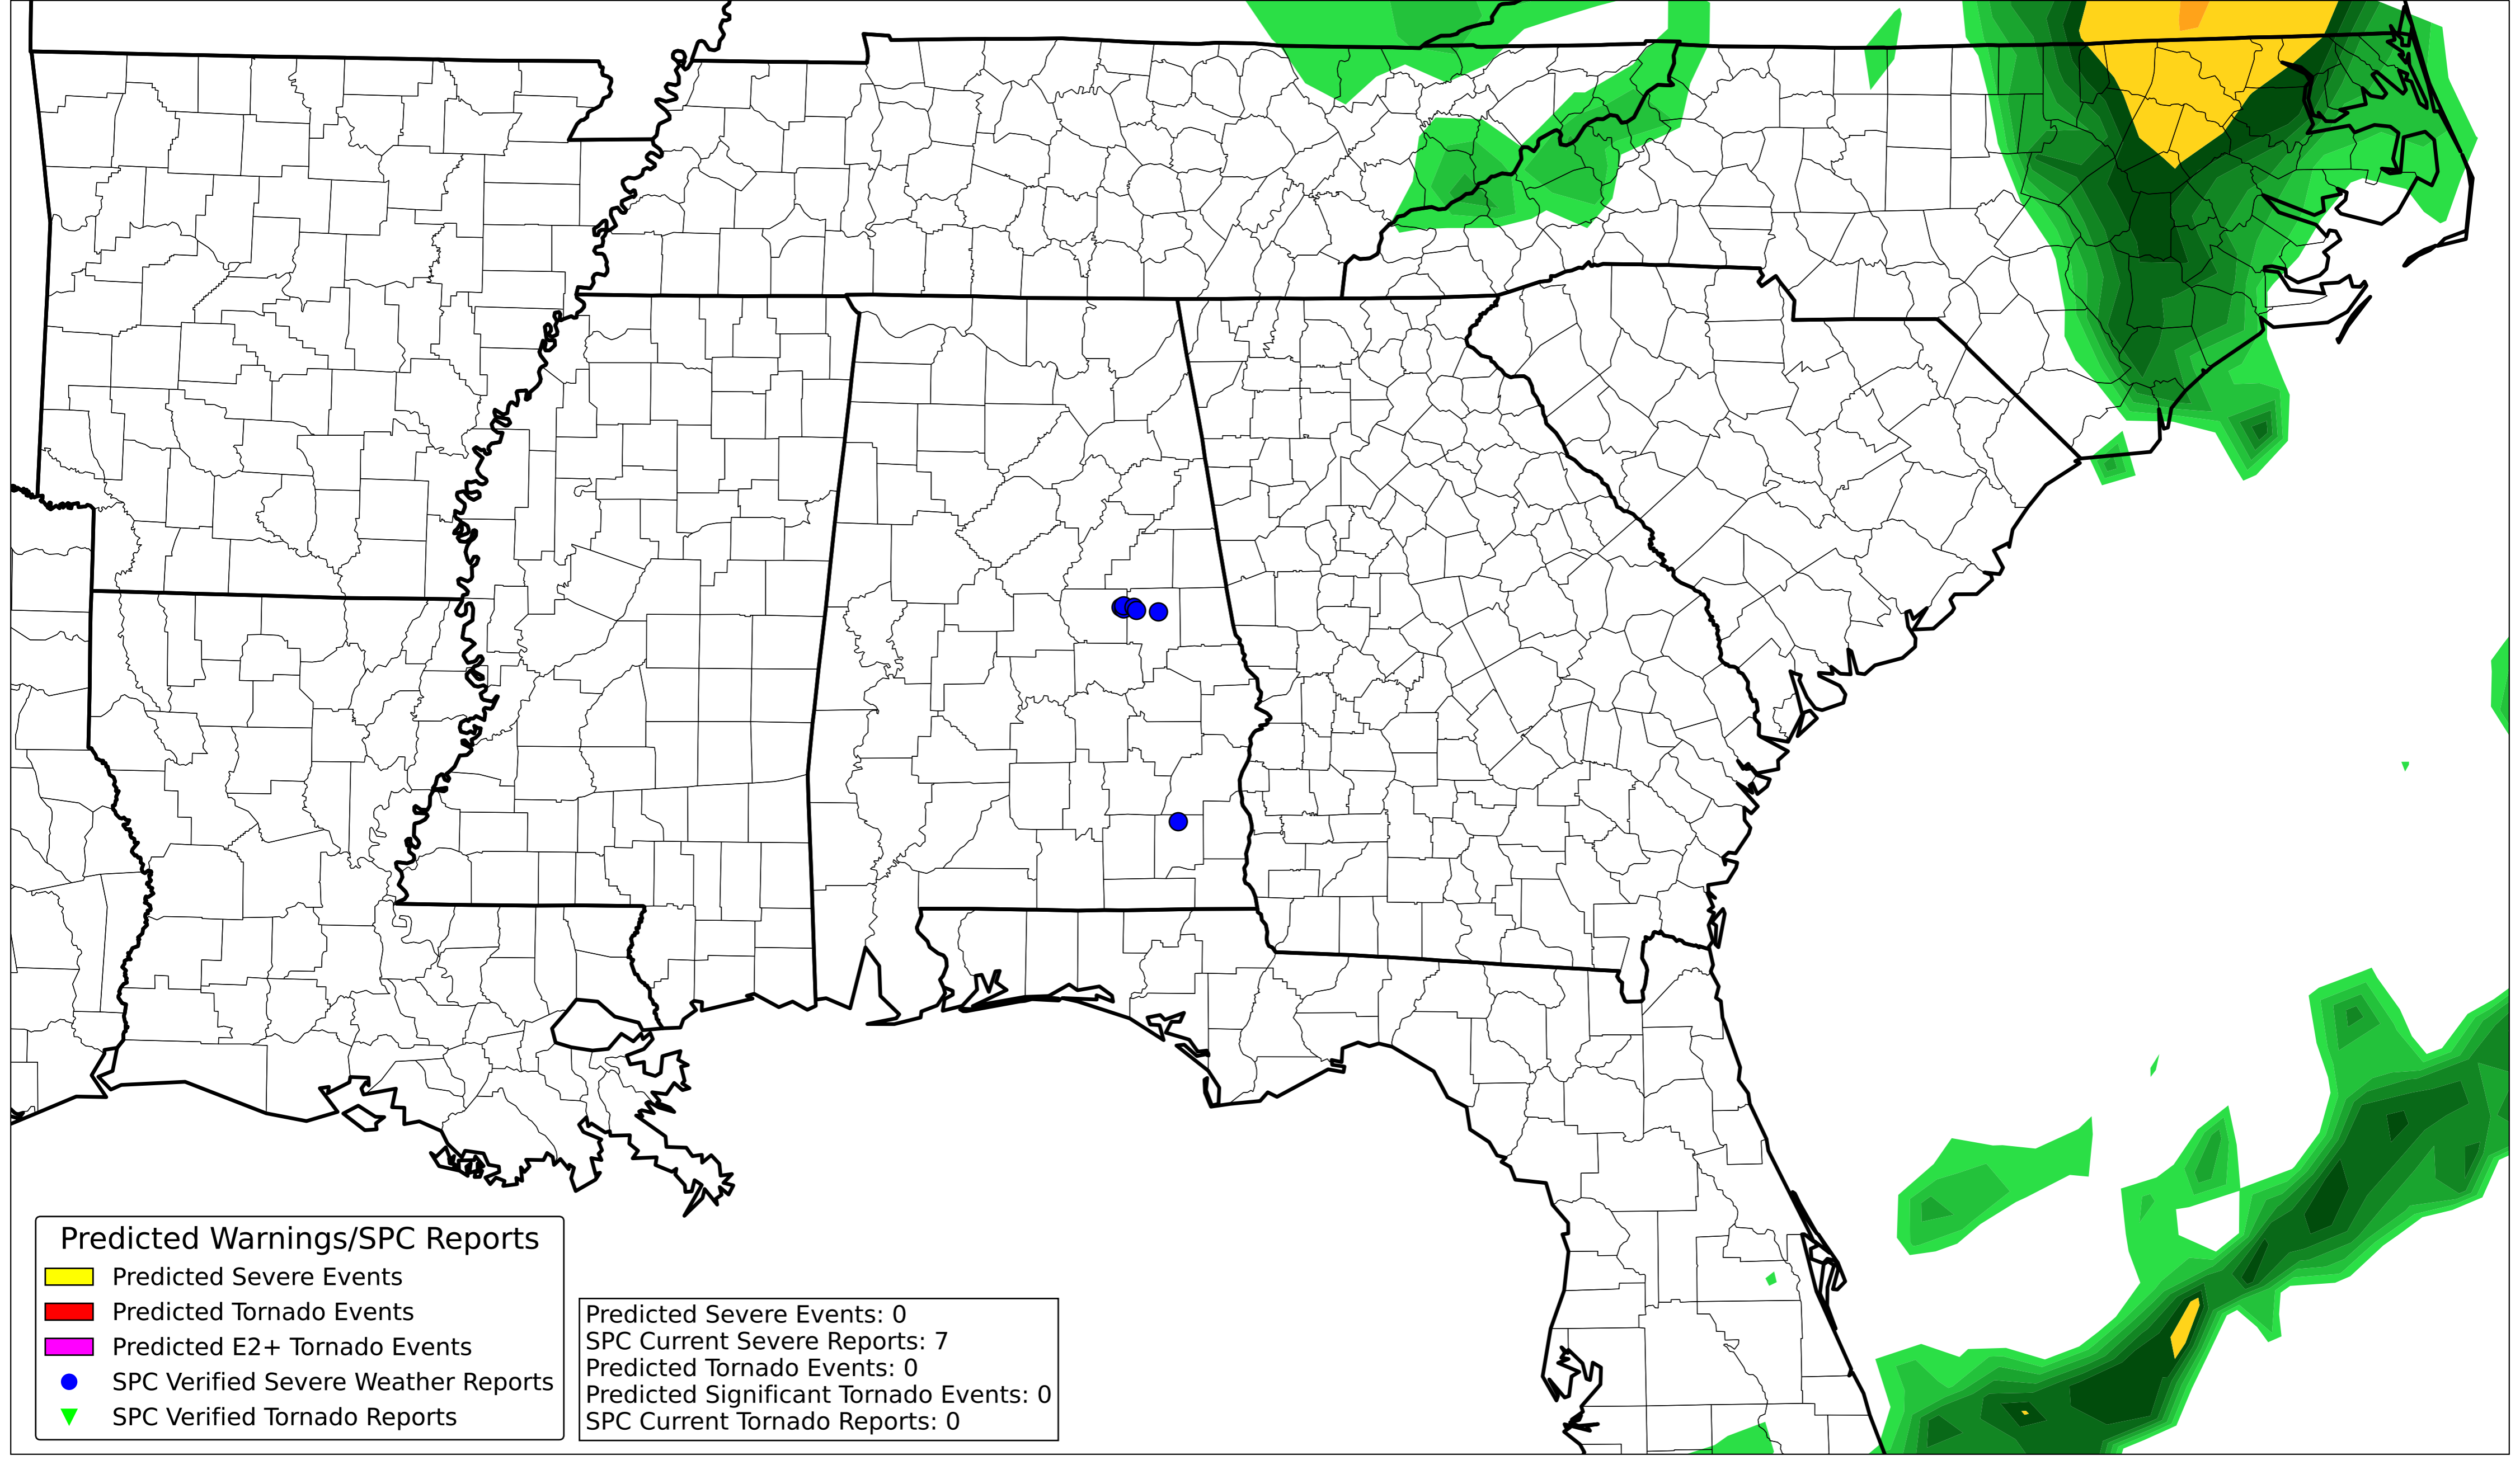 Predicted Warnings/SPC Reports
Predicted Severe Events
Predicted Tornado Events
Predicted E2+ Tornado Events
SPC Verified Severe Weather Reports
SPC Verified Tornado Reports
Predicted Severe Events: 0
SPC Current Severe Reports: 7
Predicted Tornado Events: 0
Predicted Significant Tornado Events: 0
SPC Current Tornado Reports: 0